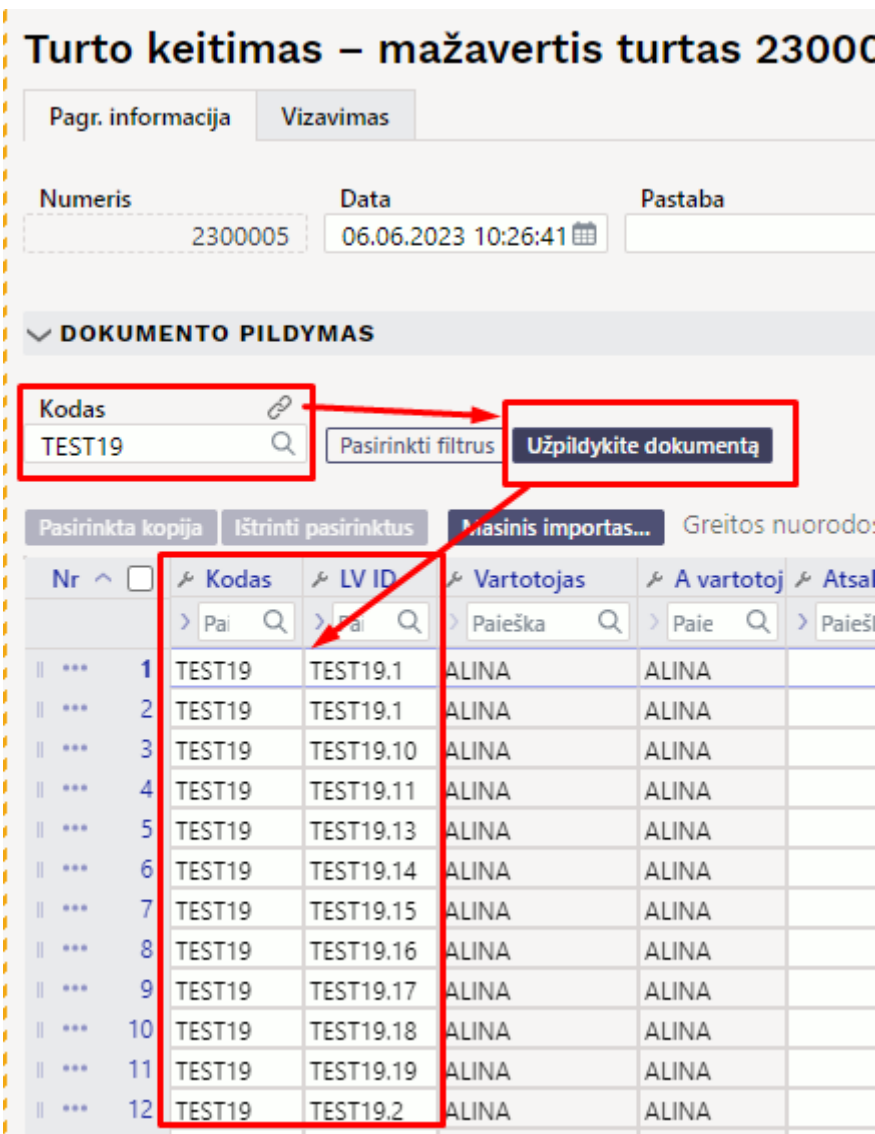 Turto keitimas – mažavertis turtas 23000
Pagr. informacija Vizavimas
Numeris Data Pastaba
2300005 06.06.2023 10:26:41
DOKUMENTO PILDYMAS
Kodas
TEST19 Pasirinkti filtrus Užpildykite dokumentą
Pasirinkta kopija Ištrinti pasirinktus Masinis importas... Greitos nuorodos
Nr Kodas LV ID Vartotojas A vartotoj Atsal
Pai Pai Paieška Paie Paiešk
1 TEST19 TEST19.1 ALINA ALINA
2 TEST19 TEST19.1 ALINA ALINA
3 TEST19 TEST19.10 ALINA ALINA
4 TEST19 TEST19.11 ALINA ALINA
5 TEST19 TEST19.13 ALINA ALINA
6 TEST19 TEST19.14 ALINA ALINA
7 TEST19 TEST19.15 ALINA ALINA
8 TEST19 TEST19.16 ALINA ALINA
9 TEST19 TEST19.17 ALINA ALINA
10 TEST19 TEST19.18 ALINA ALINA
11 TEST19 TEST19.19 ALINA ALINA
12 TEST19 TEST19.2 ALINA ALINA